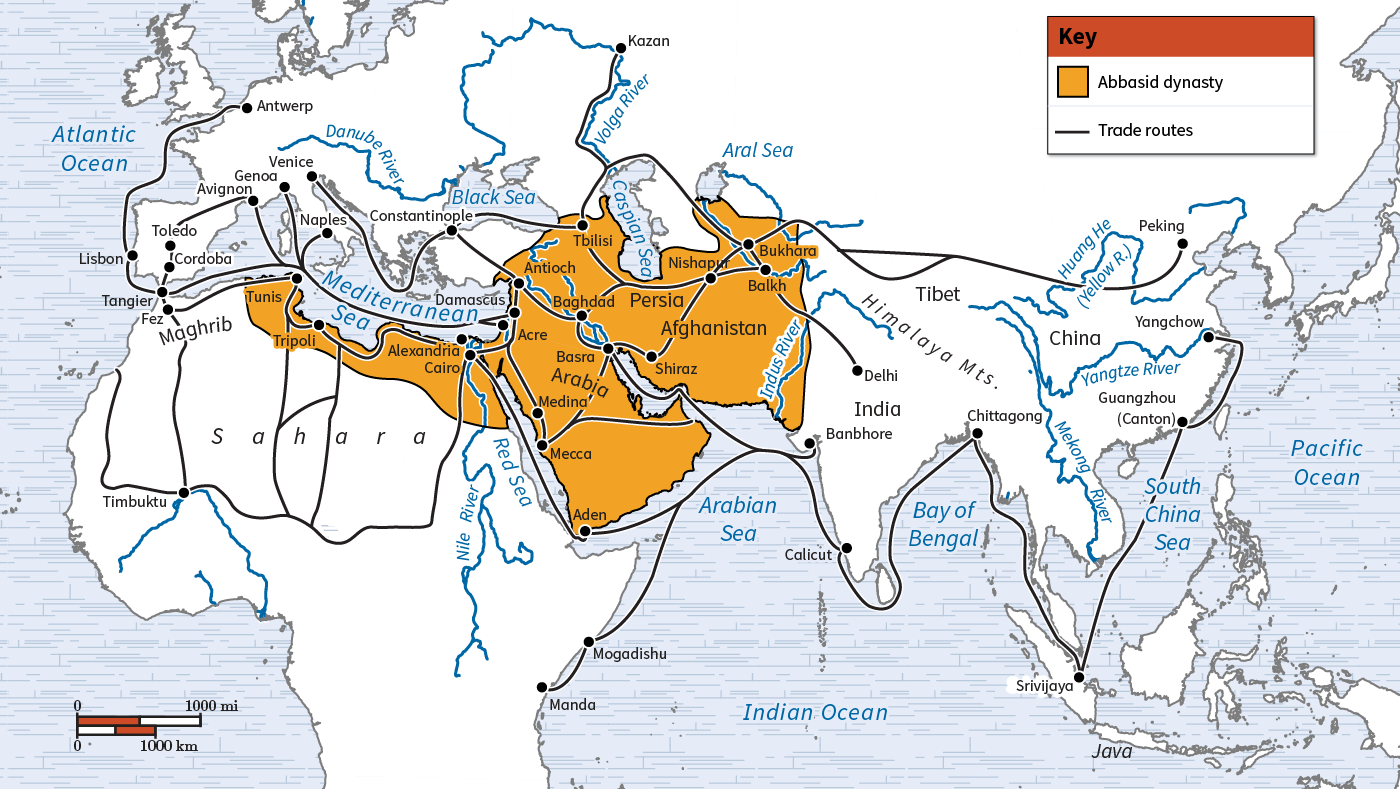 Key
Abbasid dynasty
Trade routes
Kazan
Volga River
Antwerp
Atlantic
Ocean
Danube River
Aral Sea
Venice
Genoa
Avignon
Black Sea
Caspian Sea
Constantinople
Naples
Toledo
Cordoba
Lisbon
Tangier
Fez
Maghrib
Tunis
Tripoli
Mediterranean
Sea
Tbilisi
Antioch
Damascus
Baghdad
Acre
Alexandria
Cairo
Nishapur
Bukhara
Balkh
Persia
Afghanistan
Basra
Shiraz
Arabia
Medina
Mecca
Aden
Red Sea
Nile River
Sahara
Timbuktu
Indus River
Himalaya Mts.
Tibet
Delhi
India
Banbhore
Chittagong
Calicut
Arabian
Sea
Bay of
Bengal
Huang He
(Yellow R.)
Peking
China
Yangchow
Yangtze River
Guangzhou
(Canton)
Mekong River
South
China
Sea
Pacific
Ocean
Mogadishu
Manda
Srivijaya
Indian Ocean
Java
0 1000 mi
0 1000 km